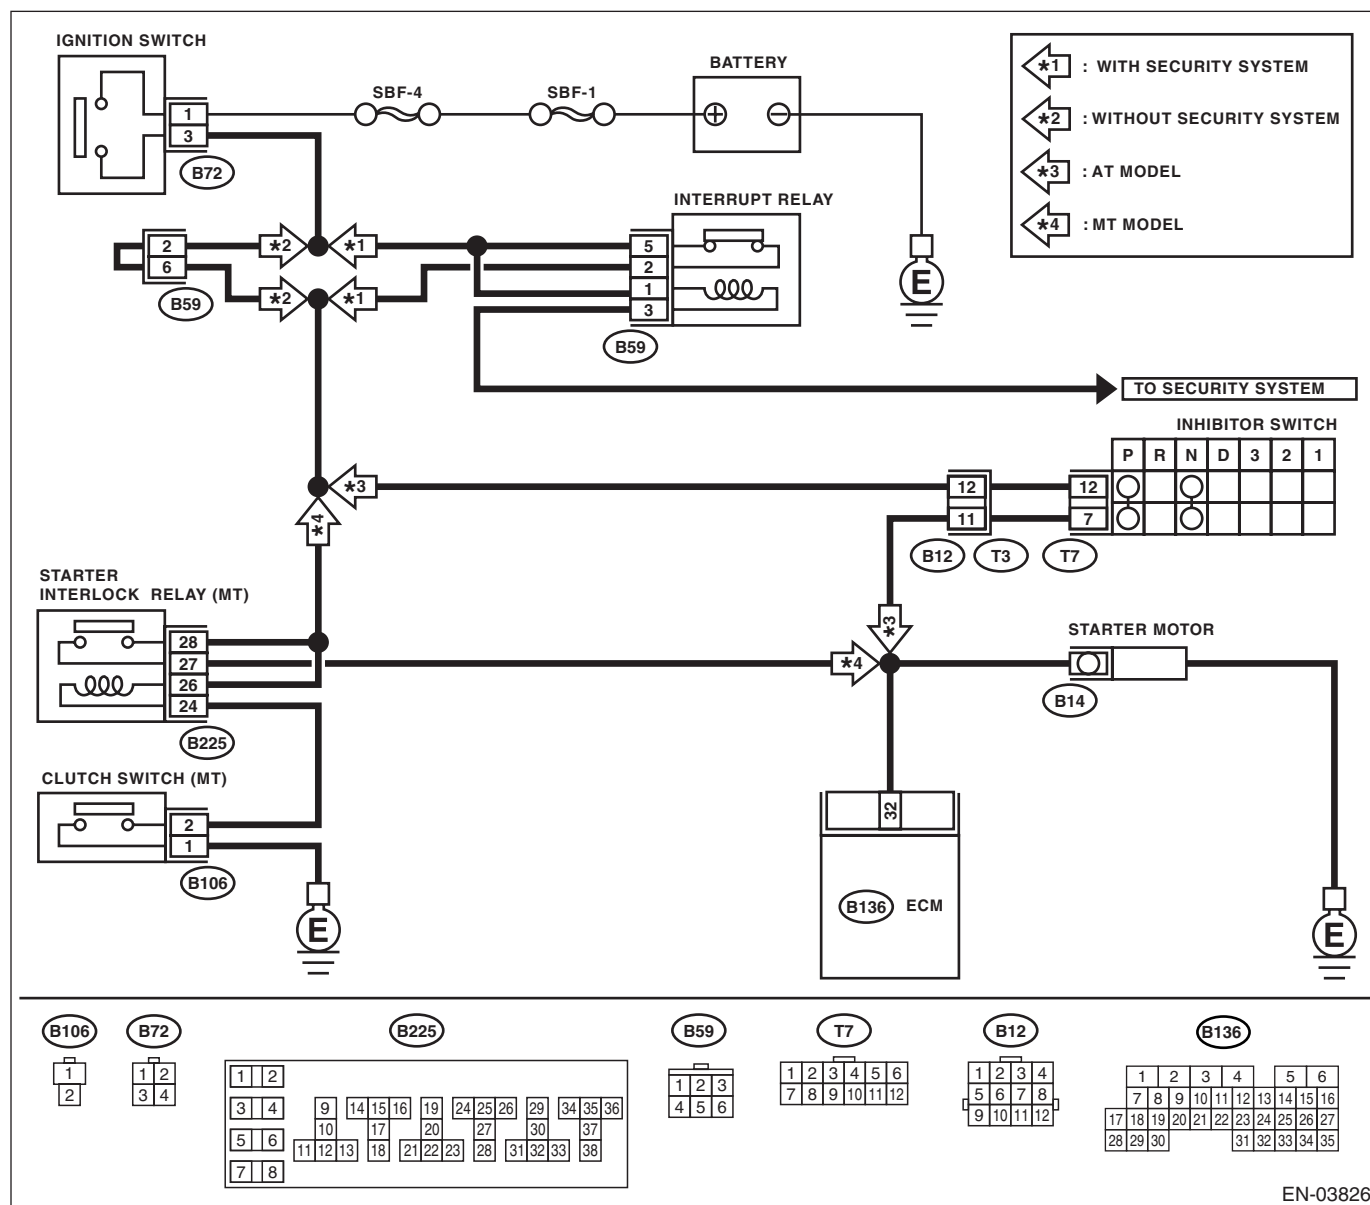 IGNITION SWITCH
1
3
B72
SBF-4
SBF-1
BATTERY
+
−
E
*1 : WITH SECURITY SYSTEM
*2 : WITHOUT SECURITY SYSTEM
*3 : AT MODEL
*4 : MT MODEL
INTERRUPT RELAY
2
6
B59
*2
*1
*2
*1
5
2
1
3
B59
TO SECURITY SYSTEM
INHIBITOR SWITCH
P R N D 3 2 1
*3
12
11
12
7
B12
T3
T7
*4
STARTER
INTERLOCK RELAY (MT)
28
27
26
24
B225
*3
*4
STARTER MOTOR
B14
CLUTCH SWITCH (MT)
2
1
B106
E
32
B136 ECM
E
B106
1
2
B72
1 2
3 4
B225
1 2
3 4
5 6
7 8
9 14 15 16 19 24 25 26 29 34 35 36
10 17 20 27 30 37
11 12 13 18 21 22 23 28 31 32 33 38
B59
1 2 3
4 5 6
T7
1 2 3 4 5 6
7 8 9 10 11 12
B12
1 2 3 4
5 6 7 8
9 10 11 12
B136
1 2 3 4 5 6
7 8 9 10 11 12 13 14 15 16
17 18 19 20 21 22 23 24 25 26 27
28 29 30 31 32 33 34 35
EN-03826